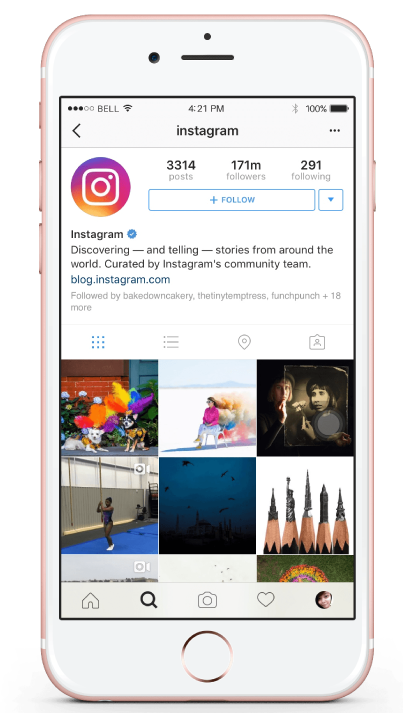 BELL 4:21 PM 100%
instagram
3314 171m 291
posts followers following
+ FOLLOW
Instagram
Discovering — and telling — stories from around the
world. Curated by Instagram's community team.
blog.instagram.com
Followed by bakedowncakery, thetinytemptress, funchpunch + 18
more